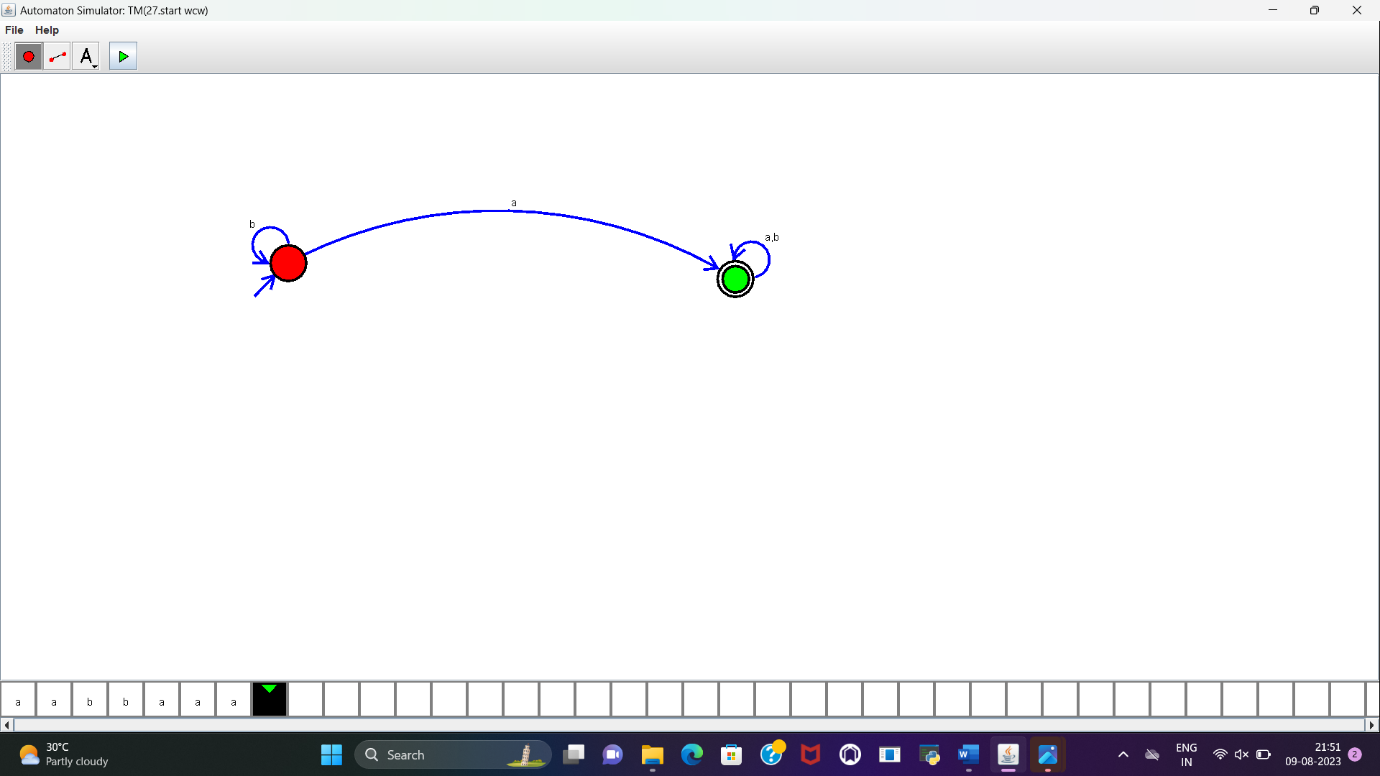 Automaton Simulator: TM(27.start wcw)
File Help
A
a
b
a,b
a a b b a a a
30°C
Partly cloudy
Search
ENG
IN
21:51
09-08-2023
2